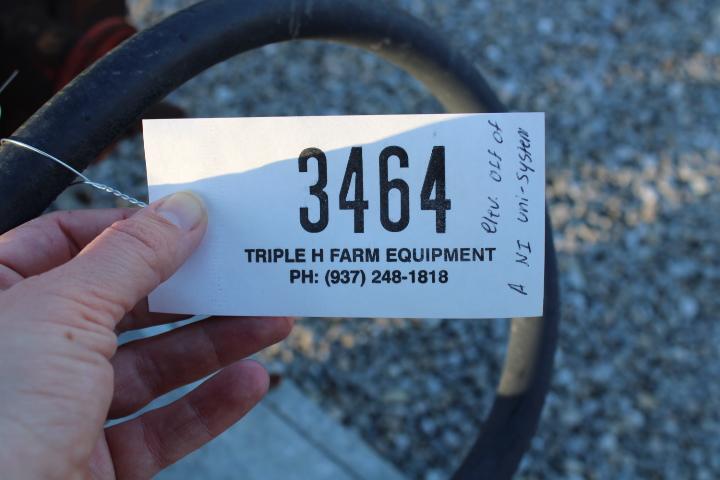 3464
TRIPLE H FARM EQUIPMENT
PH: (937) 248-1818
elev. off of
A NI uni-system